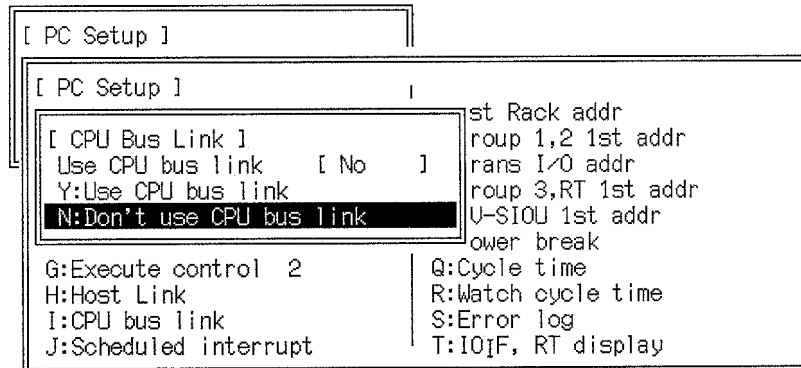 [ PC Setup ]
[ PC Setup ]
[ CPU Bus Link ]
Use CPU bus link [ No ]
Y:Use CPU bus link
N:Don't use CPU bus link
G:Execute control 2
H:Host Link
I:CPU bus link
J:Scheduled interrupt
st Rack addr
roup 1,2 1st addr
rans I/O addr
roup 3,RT 1st addr
V-SIOU 1st addr
ower break
Q:Cycle time
R:Watch cycle time
S:Error log
T:IOIF, RT display